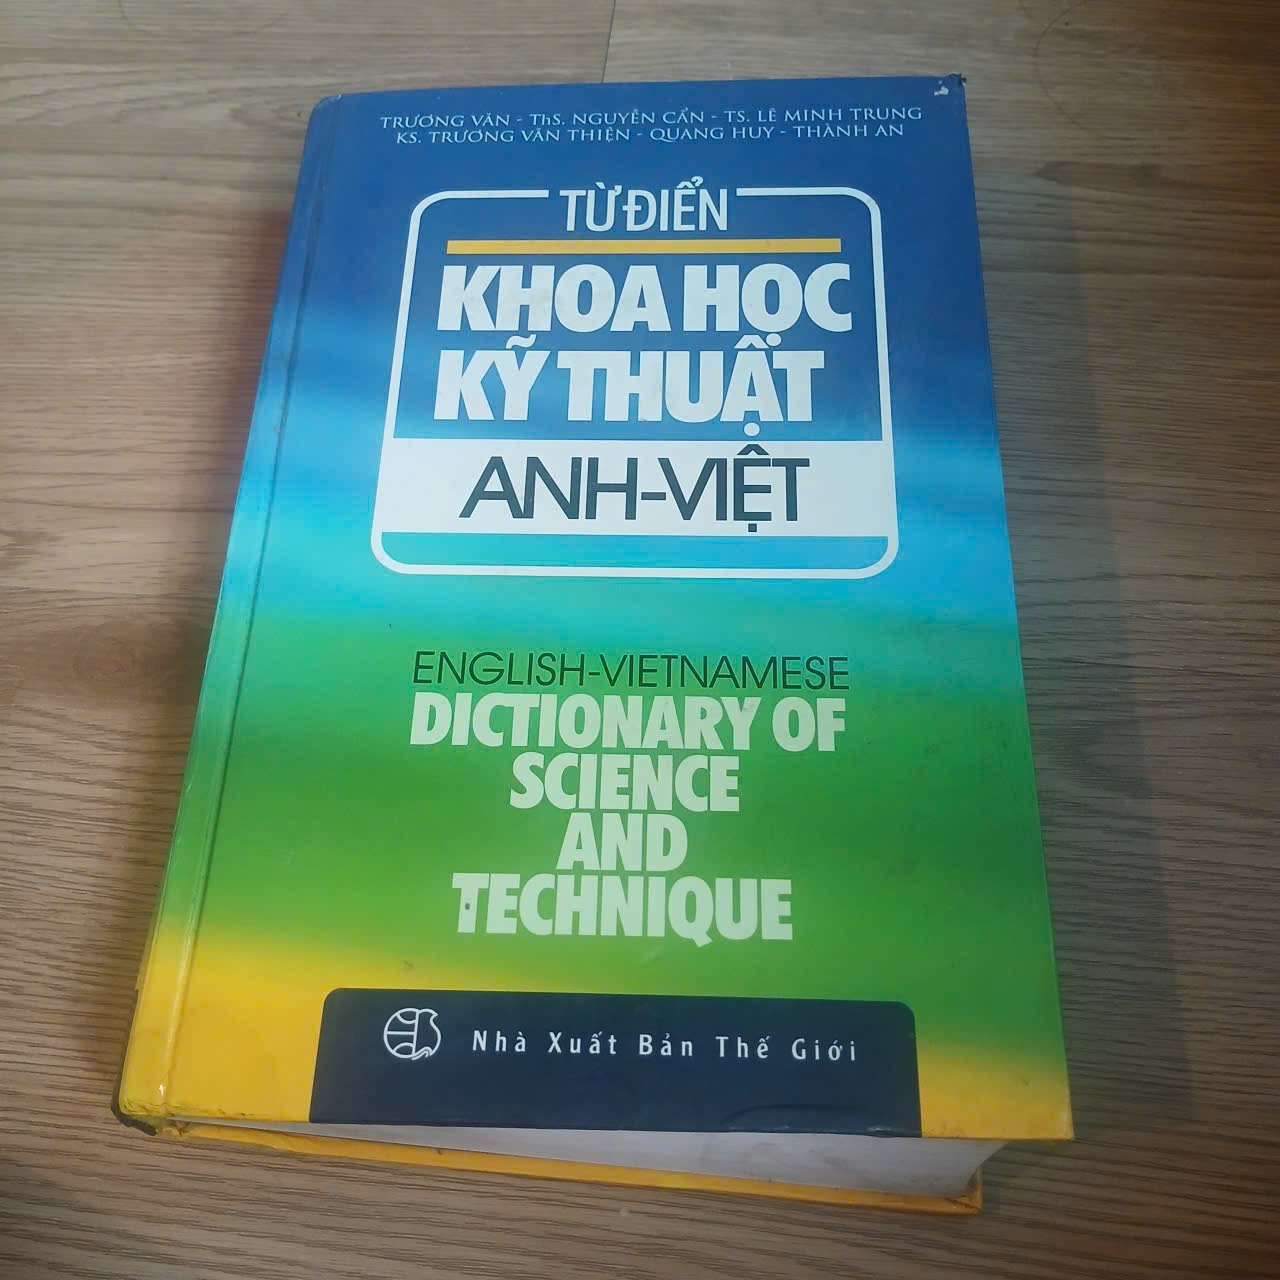 TRƯƠNG VĂN - ThS. NGUYỄN CẨN - TS. LÊ MINH TRUNG
KS. TRƯƠNG VĂN THIỆN - QUANG HUY - THÀNH AN
TỪ ĐIỂN
KHOA HỌC
KỸ THUẬT
ANH-VIỆT
ENGLISH-VIETNAMESE
DICTIONARY OF
SCIENCE
AND
TECHNIQUE
Nhà Xuất Bản Thế Giới